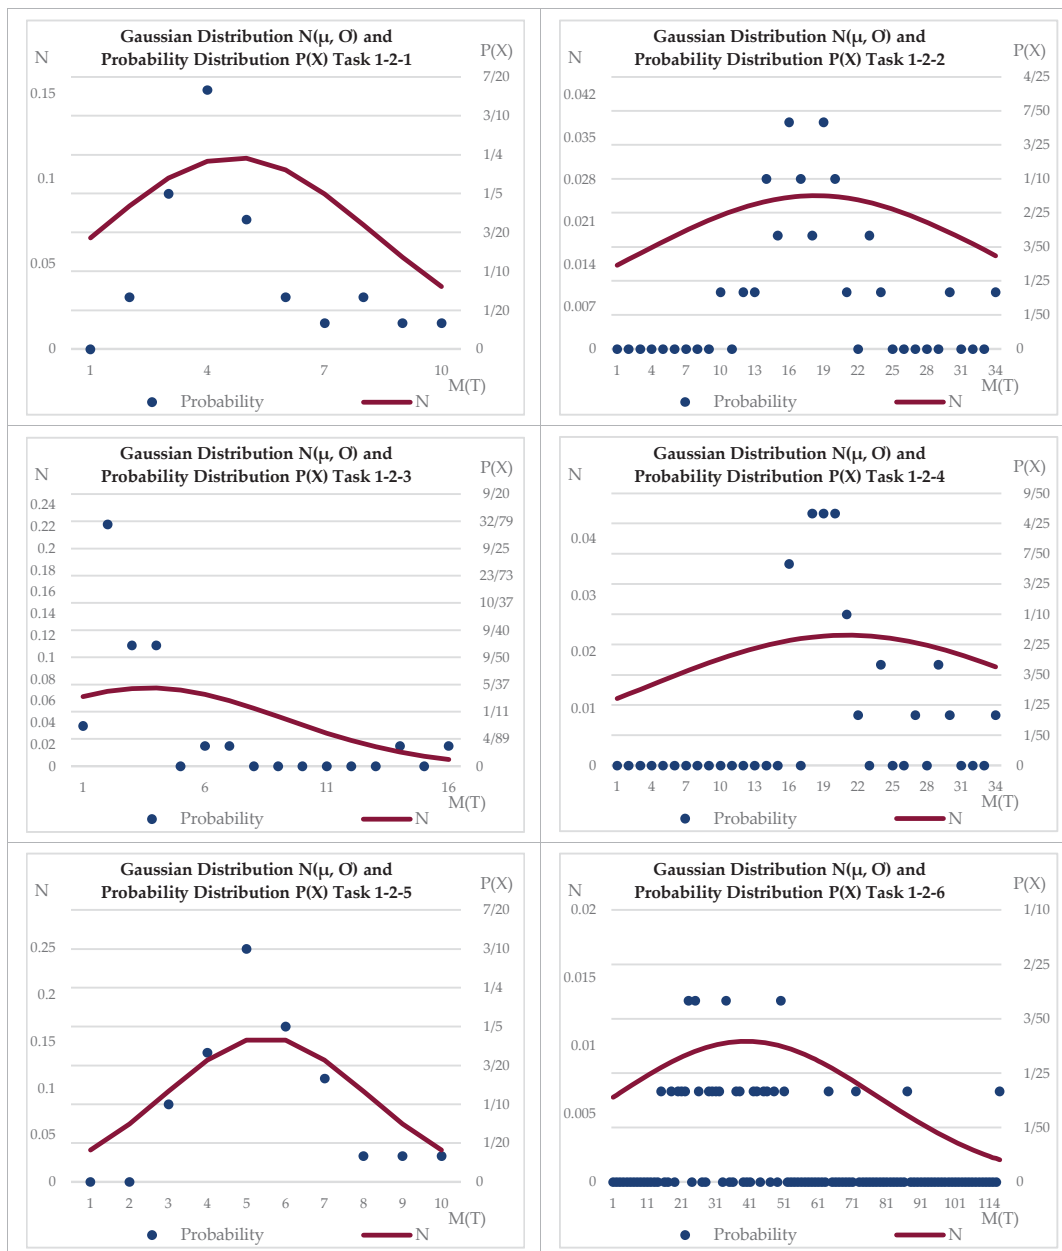 Gaussian Distribution N(μ, Ơ) and
Probability Distribution P(X) Task 1-2-1
N
P(X)
0.15
0.1
0.05
0
7/20
3/10
1/4
1/5
3/20
1/10
1/20
0
1 4 7 10
M(T)
Probability N
Gaussian Distribution N(μ, Ơ) and
Probability Distribution P(X) Task 1-2-2
N
P(X)
0.042
0.035
0.028
0.021
0.014
0.007
0
4/25
7/50
3/25
1/10
2/25
3/50
1/25
1/50
0
1 4 7 10 13 16 19 22 25 28 31 34
M(T)
Probability N
Gaussian Distribution N(μ, Ơ) and
Probability Distribution P(X) Task 1-2-3
N
P(X)
0.24
0.22
0.2
0.18
0.16
0.14
0.12
0.1
0.08
0.06
0.04
0.02
0
9/20
32/79
9/25
23/73
10/37
9/40
9/50
5/37
1/11
4/89
0
1 6 11 16
M(T)
Probability N
Gaussian Distribution N(μ, Ơ) and
Probability Distribution P(X) Task 1-2-4
N
P(X)
0.04
0.03
0.02
0.01
0
9/50
4/25
7/50
3/25
1/10
2/25
3/50
1/25
1/50
0
1 4 7 10 13 16 19 22 25 28 31 34
M(T)
Probability N
Gaussian Distribution N(μ, Ơ) and
Probability Distribution P(X) Task 1-2-5
N
P(X)
0.25
0.2
0.15
0.1
0.05
0
7/20
3/10
1/4
1/5
3/20
1/10
1/20
0
1 2 3 4 5 6 7 8 9 10
M(T)
Probability N
Gaussian Distribution N(μ, Ơ) and
Probability Distribution P(X) Task 1-2-6
N
P(X)
0.02
0.015
0.01
0.005
0
1/10
2/25
3/50
1/25
1/50
0
1 11 21 31 41 51 61 71 81 91 101 114
M(T)
Probability N